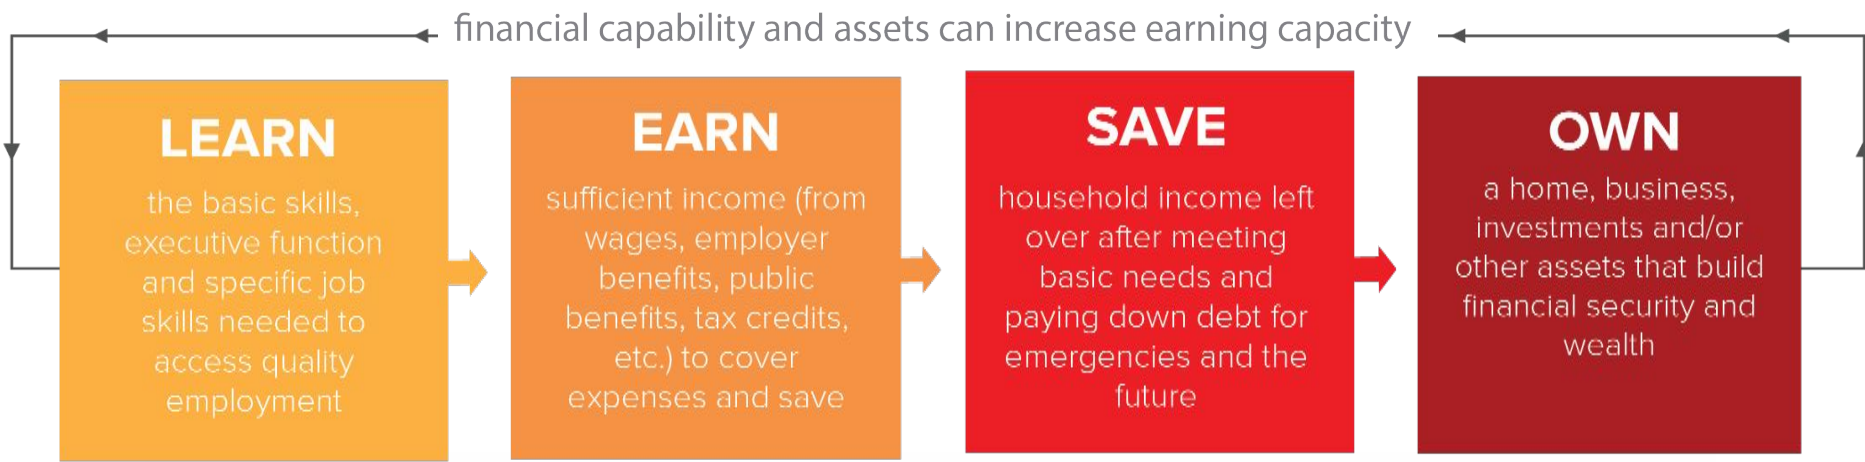 financial capability and assets can increase earning capacity
LEARN
the basic skills,
executive function
and specific job
skills needed to
access quality
employment
EARN
sufficient income (from
wages, employer
benefits, public
benefits, tax credits,
etc.) to cover
expenses and save
SAVE
household income left
over after meeting
basic needs and
paying down debt for
emergencies and the
future
OWN
a home, business,
investments and/or
other assets that build
financial security and
wealth